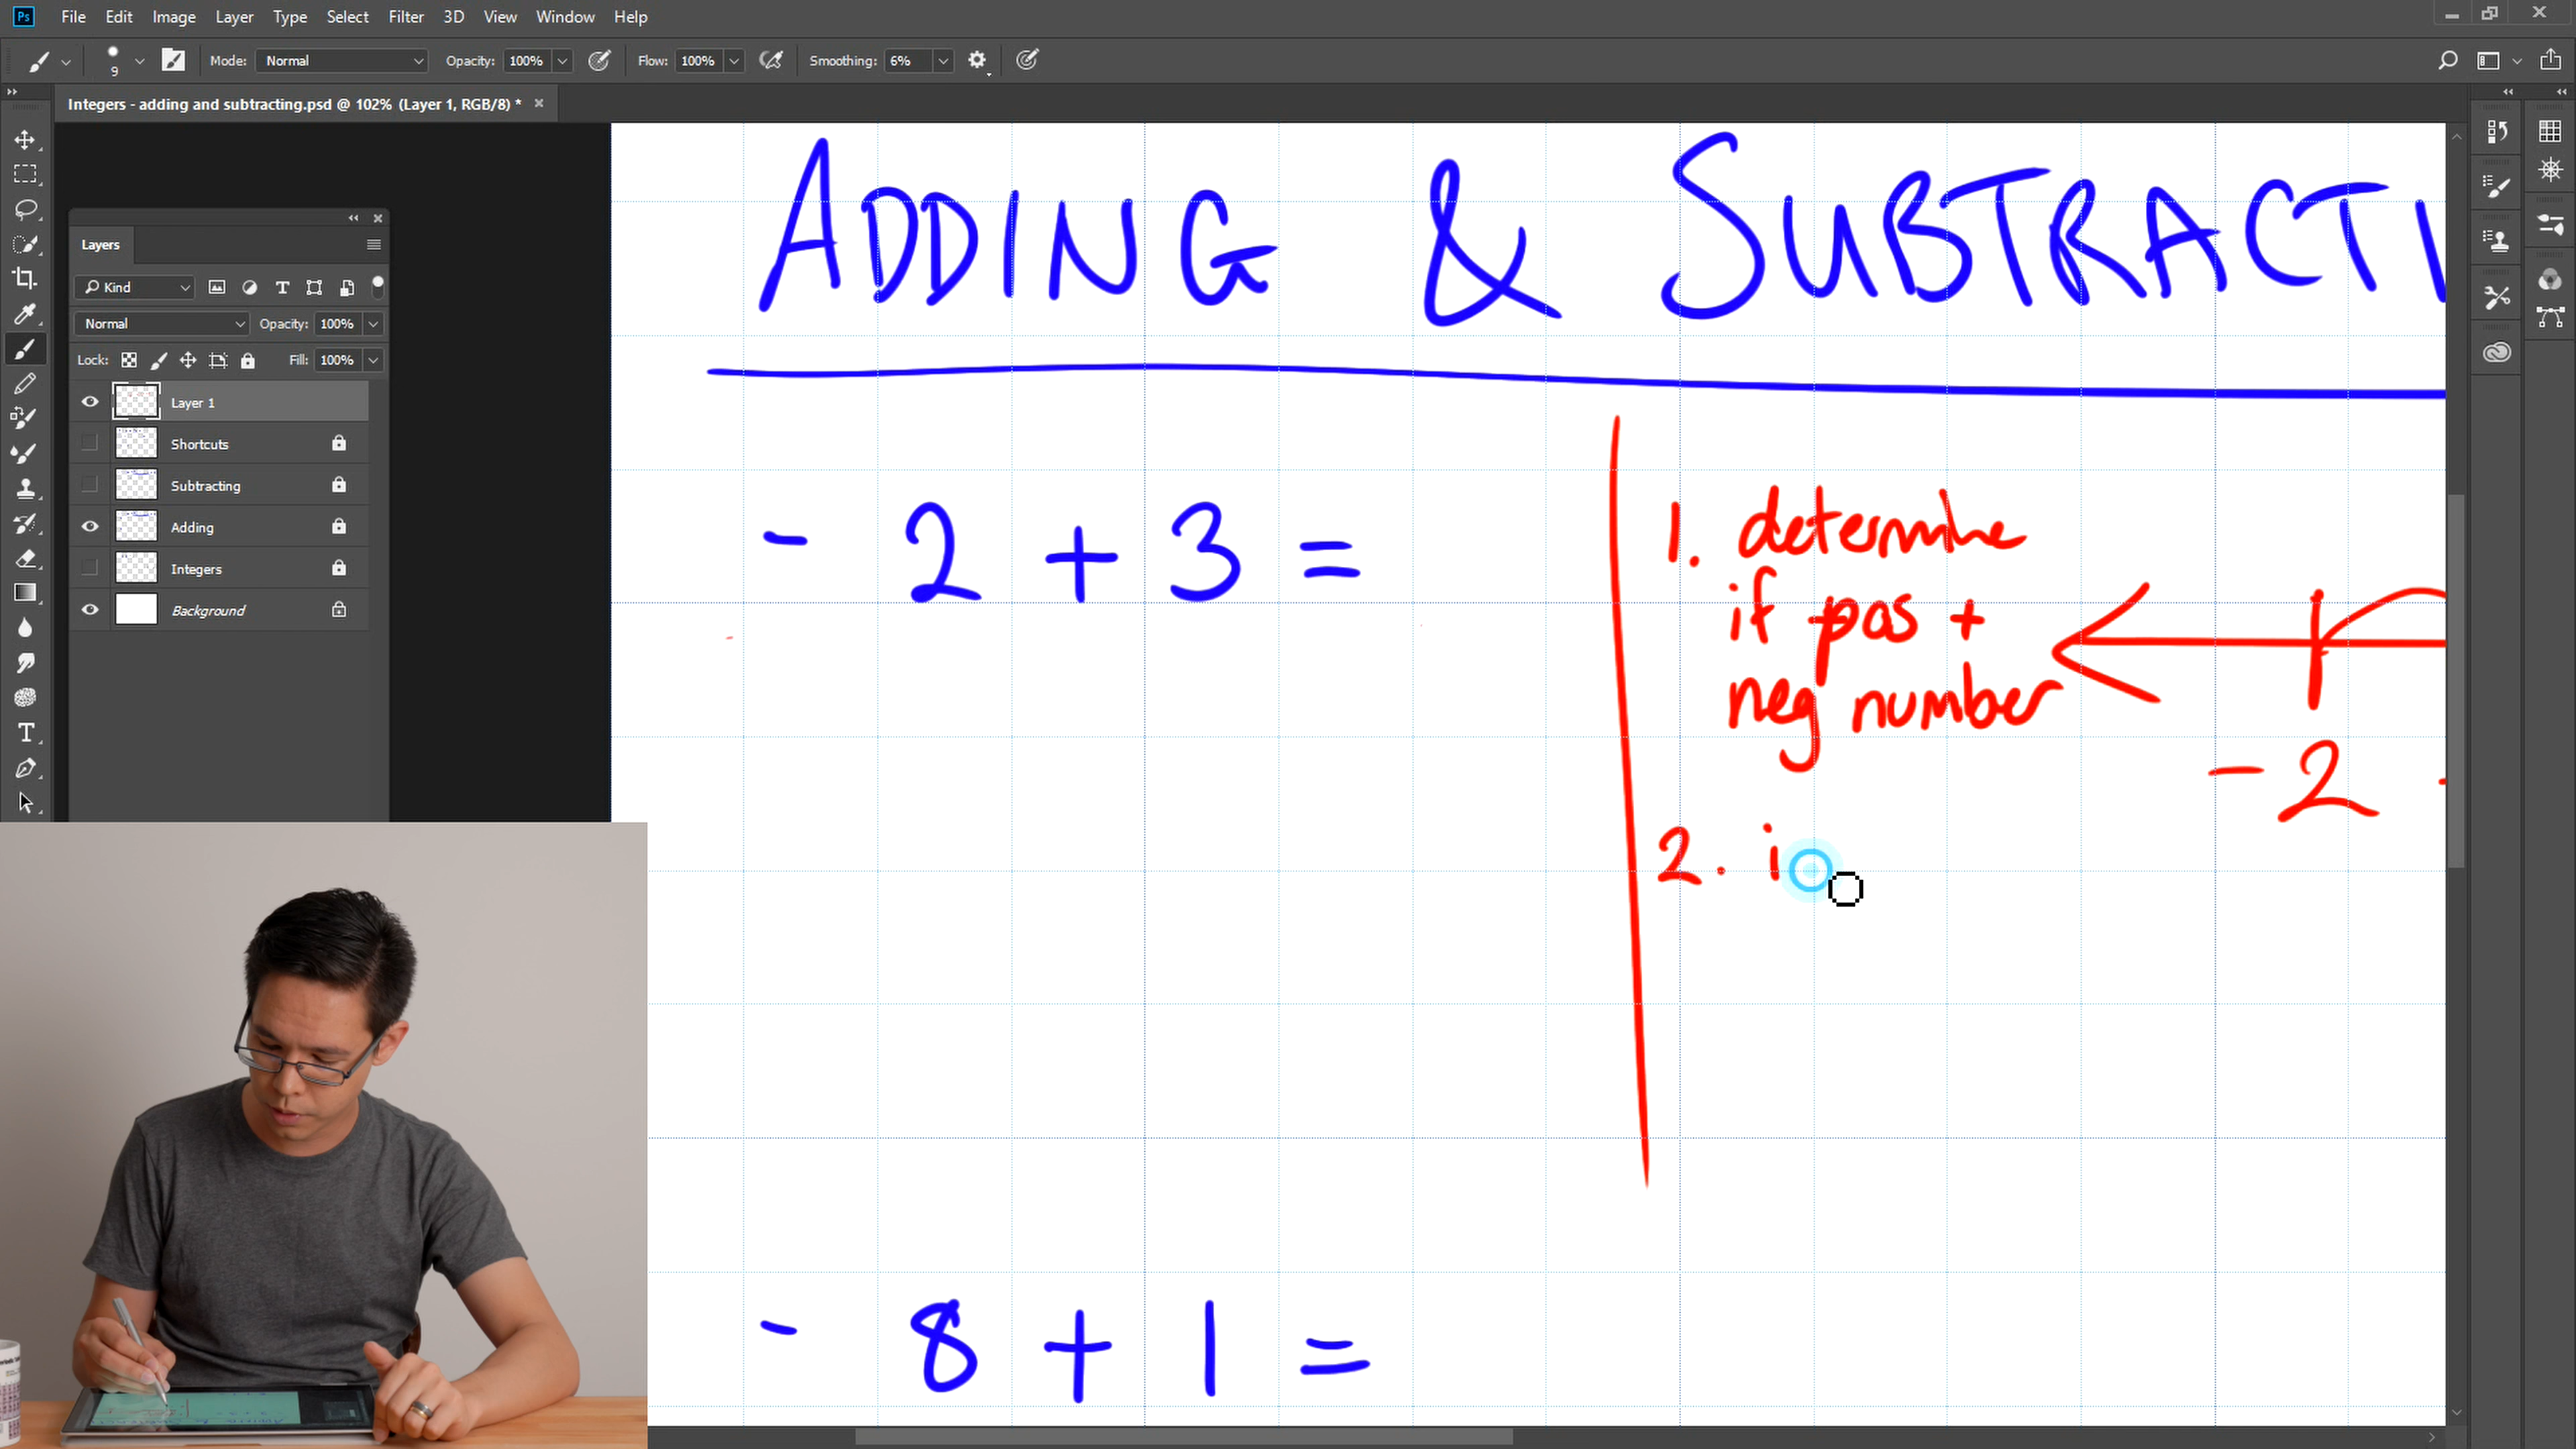 Ps File Edit Image Layer Type Select Filter 3D View Window Help
9 Mode: Normal Opacity: 100% Flow: 100% Smoothing: 6%
Integers - adding and subtracting.psd @ 102% (Layer 1, RGB/8) *
Layers
Kind
Normal Opacity: 100%
Lock: Fill: 100%
Layer 1
Shortcuts
Subtracting
Adding
Integers
Background
ADDING & SUBTRACTI
- 2 + 3 =
1. determine
if pos +
neg number
-2
2. i
- 8 + 1 =